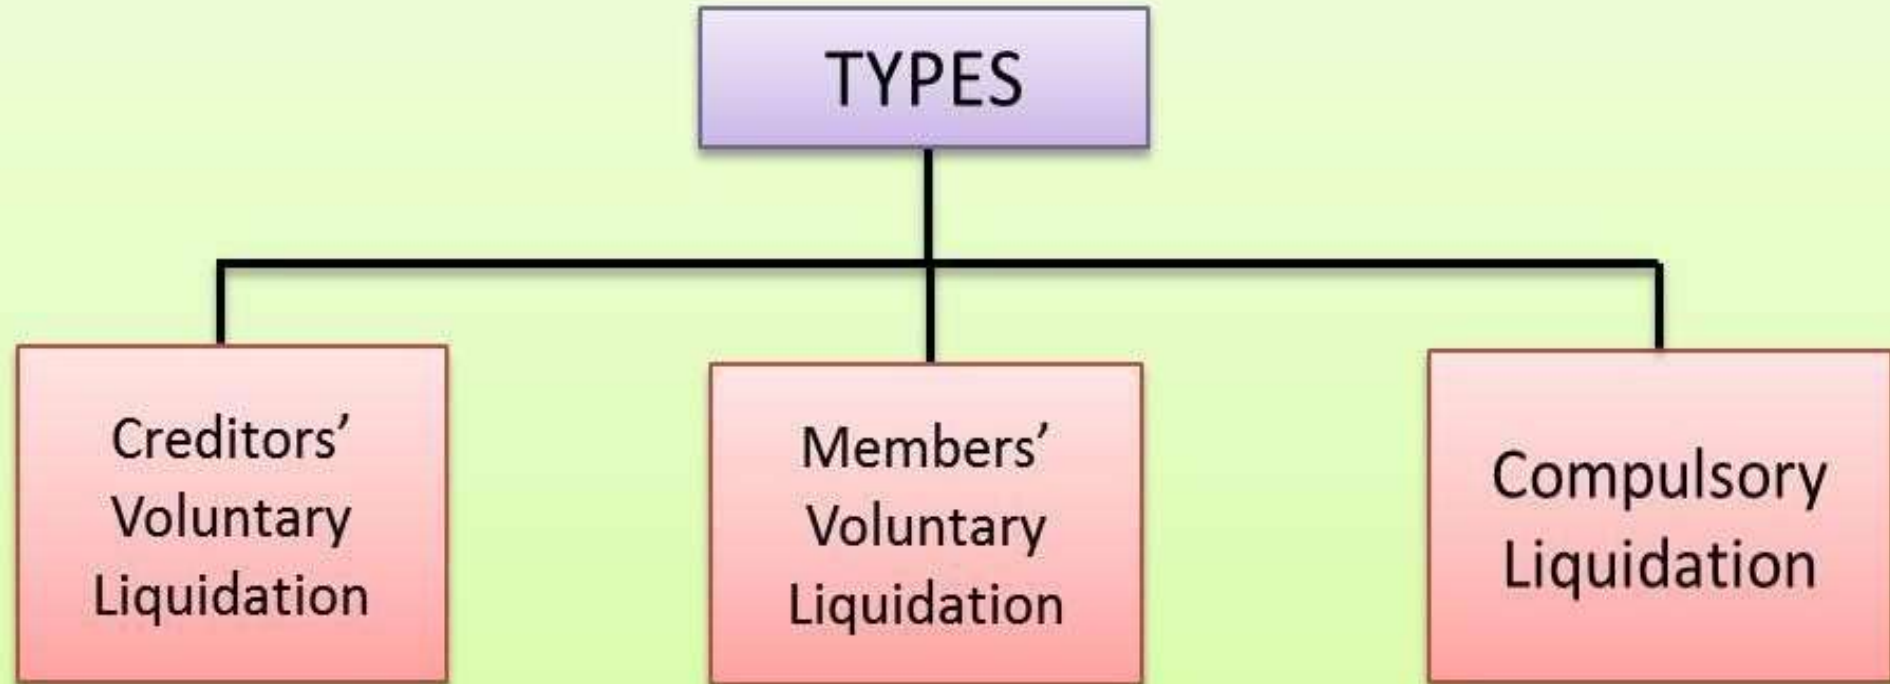 TYPES
Creditors’
Voluntary
Liquidation
Members’
Voluntary
Liquidation
Compulsory
Liquidation